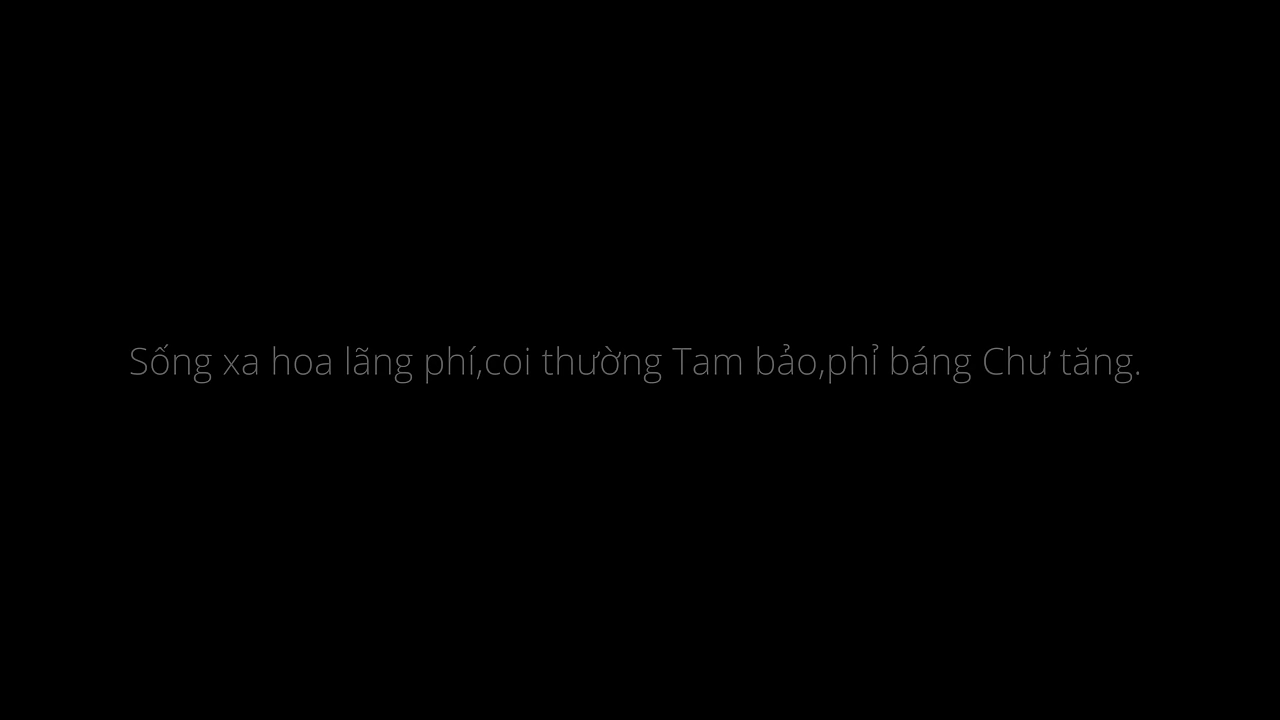 Sống xa hoa lãng phí,coi thường Tam bảo,phỉ báng Chư tăng.